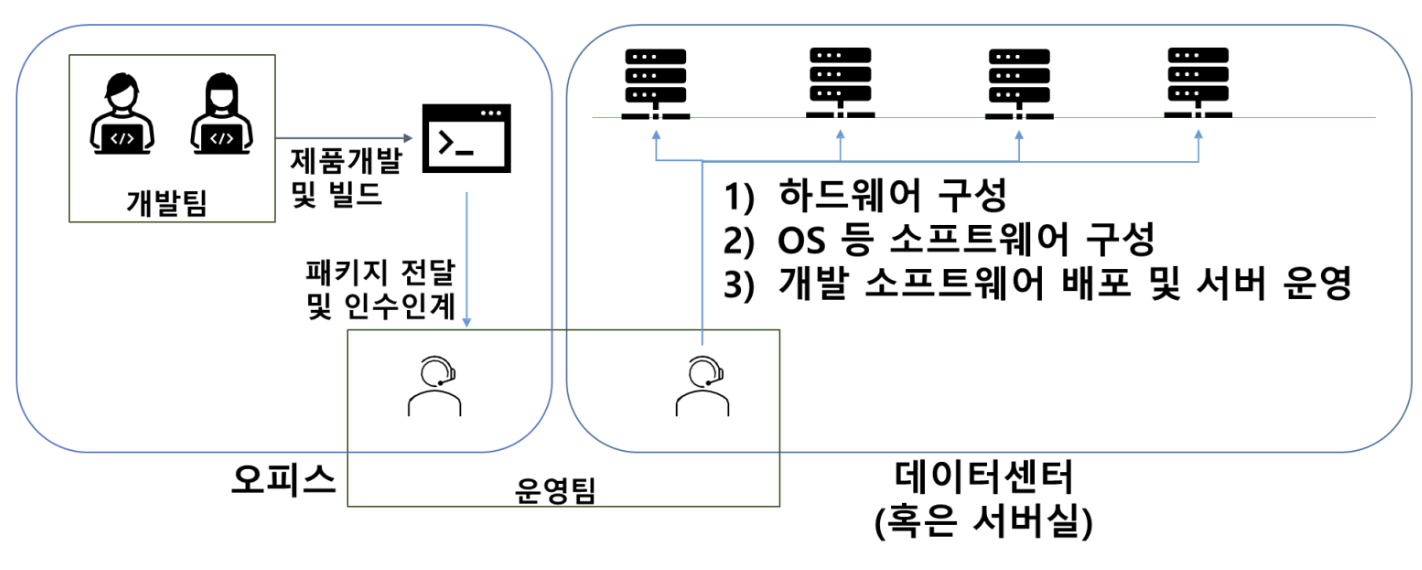 </>
</>
개발팀
제품개발
및 빌드
>_
패키지 전달
및 인수인계
1) 하드웨어 구성
2) OS 등 소프트웨어 구성
3) 개발 소프트웨어 배포 및 서버 운영
오피스
운영팀
데이터센터
(혹은 서버실)